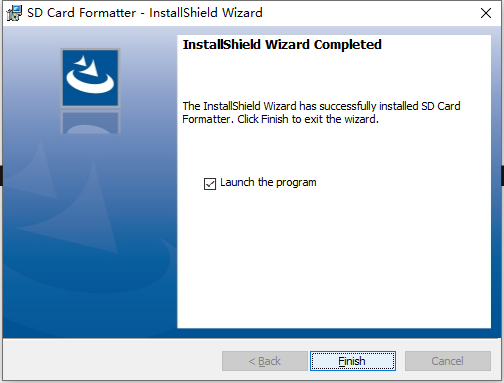 SD Card Formatter - InstallShield Wizard
InstallShield Wizard Completed
The InstallShield Wizard has successfully installed SD Card
Formatter. Click Finish to exit the wizard.
Launch the program
< Back
Finish
Cancel